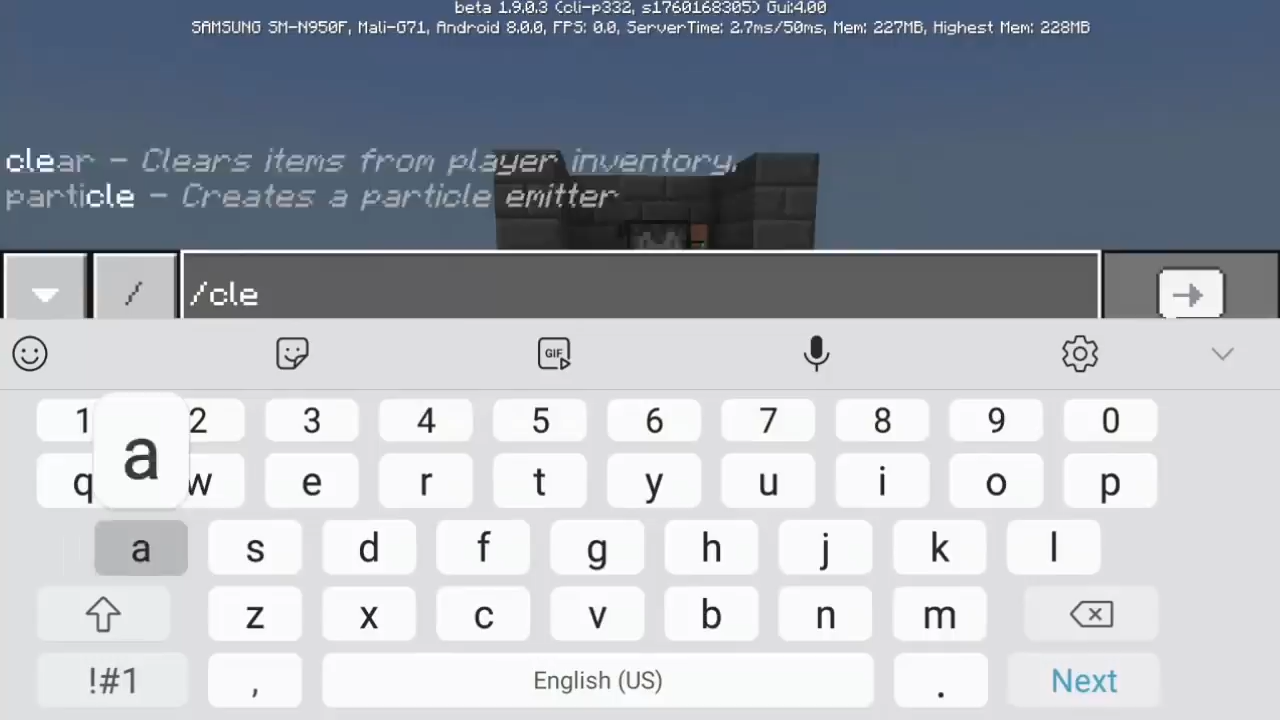 beta 1.9.0.3 (cli-p332, s1760168305) Gui:4.00
SAMSUNG SM-N950F, Mali-G71, Android 8.0.0, FPS: 0.0, ServerTime: 2.7ms/50ms, Mem: 227MB, Highest Mem: 228MB
clear - Clears items from player inventory.
particle - Creates a particle emitter
/ /cle
GIF
1 2 3 4 5 6 7 8 9 0
a
q w e r t y u i o p
a s d f g h j k l
z x c v b n m
!#1 , English (US) . Next